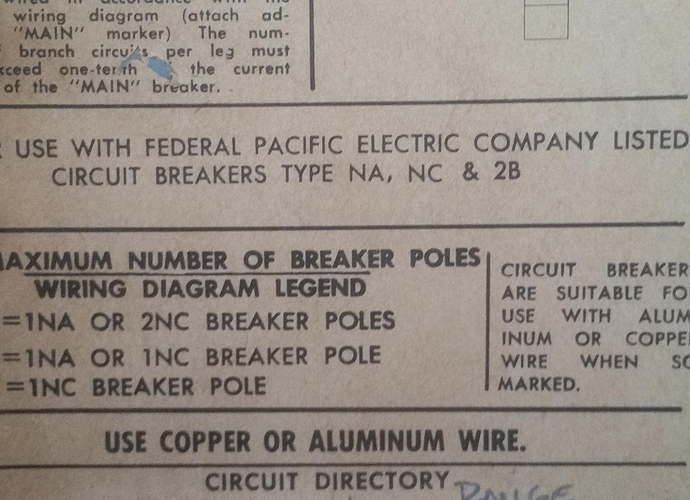 wiring diagram (attach ad-
"MAIN" marker) The num-
branch circuits per leg must
exceed one-tenth the current
of the "MAIN" breaker.
USE WITH FEDERAL PACIFIC ELECTRIC COMPANY LISTED
CIRCUIT BREAKERS TYPE NA, NC & 2B
MAXIMUM NUMBER OF BREAKER POLES
WIRING DIAGRAM LEGEND
=1NA OR 2NC BREAKER POLES
=1NA OR 1NC BREAKER POLE
=1NC BREAKER POLE
CIRCUIT BREAKER
ARE SUITABLE FO
USE WITH ALUM
INUM OR COPPE
WIRE WHEN SO
MARKED.
USE COPPER OR ALUMINUM WIRE.
CIRCUIT DIRECTORY
RANGE